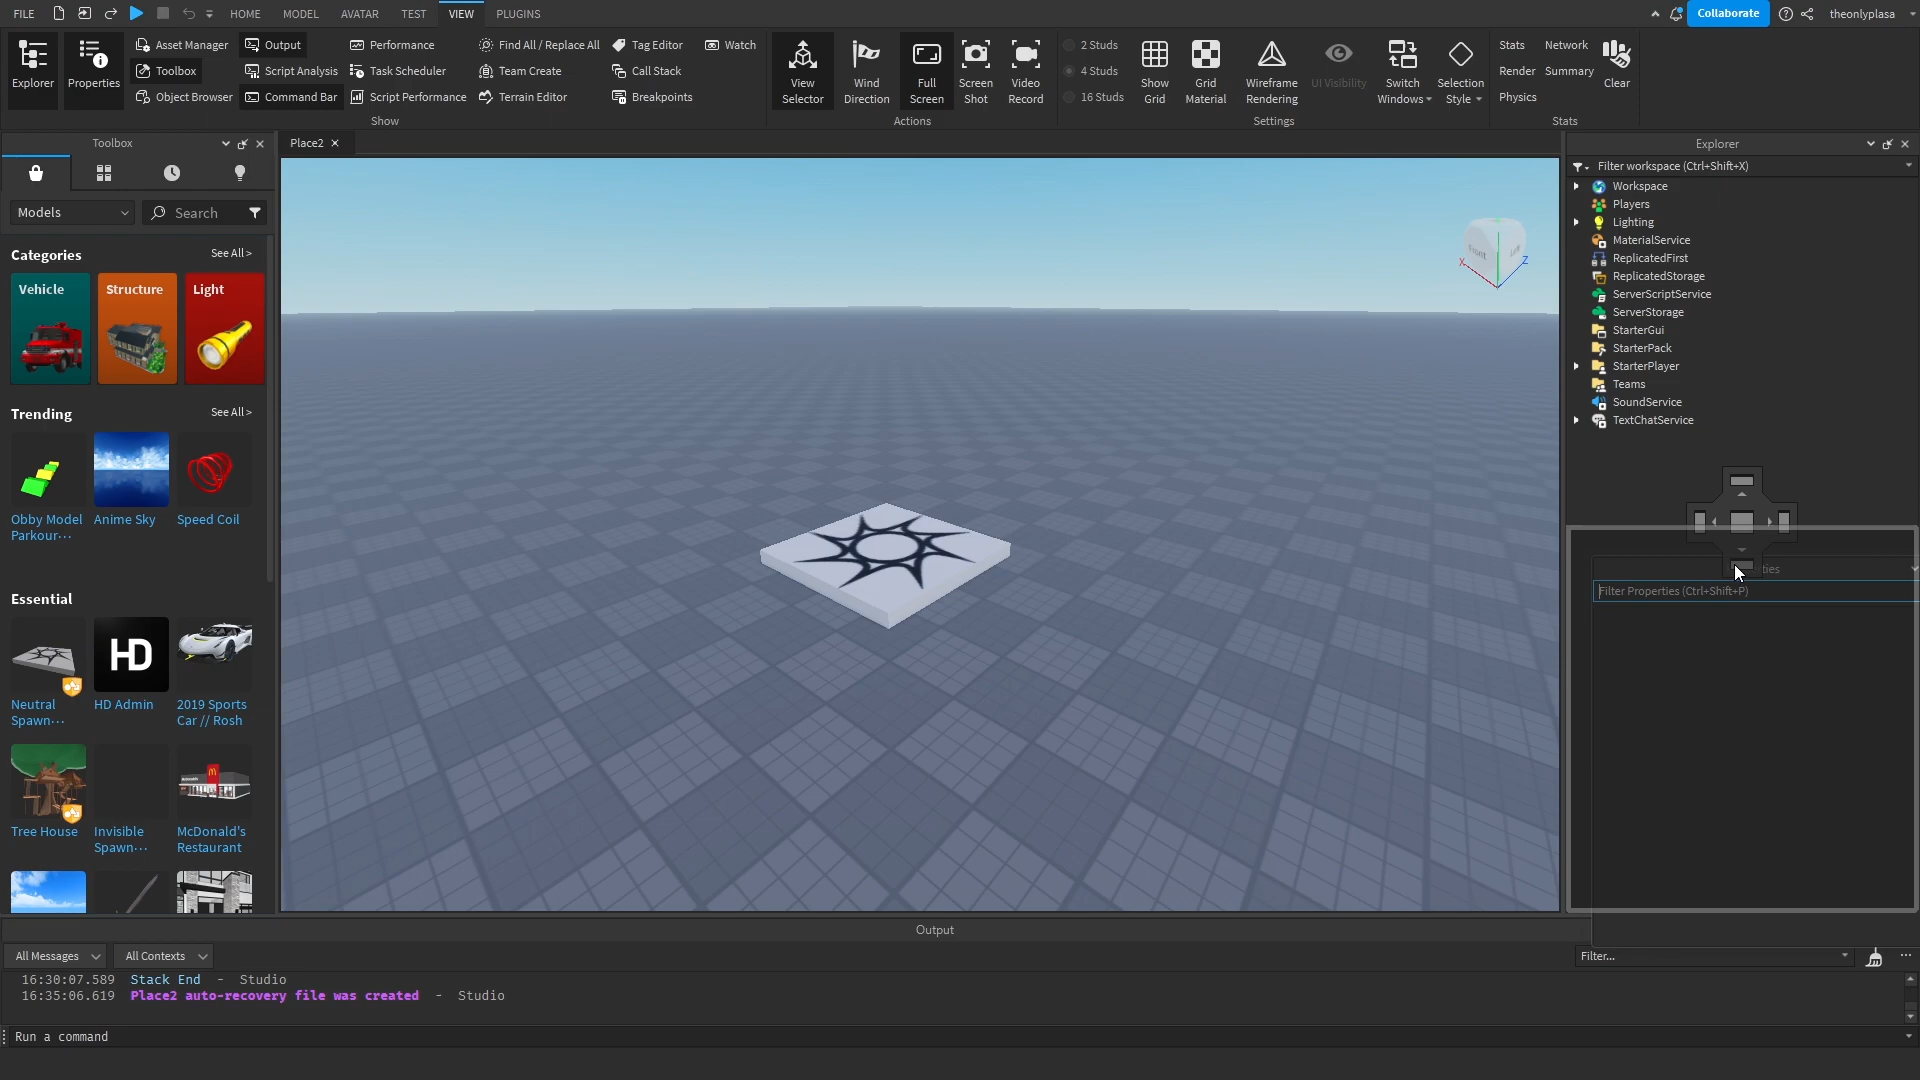 FILE
HOME
MODEL
AVATAR
TEST
VIEW
PLUGINS
Collaborate
theonlyplasa
Explorer
Properties
Asset Manager
Toolbox
Object Browser
Output
Script Analysis
Command Bar
Performance
Task Scheduler
Script Performance
Find All / Replace All
Team Create
Terrain Editor
Tag Editor
Call Stack
Breakpoints
Watch
Show
View
Selector
Wind
Direction
Full
Screen
Screen
Shot
Video
Record
Actions
2 Studs
4 Studs
16 Studs
Show
Grid
Grid
Material
Wireframe
Rendering
UI Visibility
Switch
Windows
Selection
Style
Settings
Stats
Network
Render
Summary
Physics
Clear
Stats
Toolbox
Models
Search
Categories
See All >
Vehicle
Structure
Light
Trending
See All >
Obby Model
Parkour···
Anime Sky
Speed Coil
Essential
HD
Neutral
Spawn···
HD Admin
2019 Sports
Car // Rosh
Tree House
Invisible
Spawn···
McDonald's
Restaurant
Place2
Front
Left
X
Z
Explorer
Filter workspace (Ctrl+Shift+X)
Workspace
Players
Lighting
MaterialService
ReplicatedFirst
ReplicatedStorage
ServerScriptService
ServerStorage
StarterGui
StarterPack
StarterPlayer
Teams
SoundService
TextChatService
ties
Filter Properties (Ctrl+Shift+P)
Output
All Messages
All Contexts
Filter...
16:30:07.589 Stack End - Studio
16:35:06.619 Place2 auto-recovery file was created - Studio
Run a command